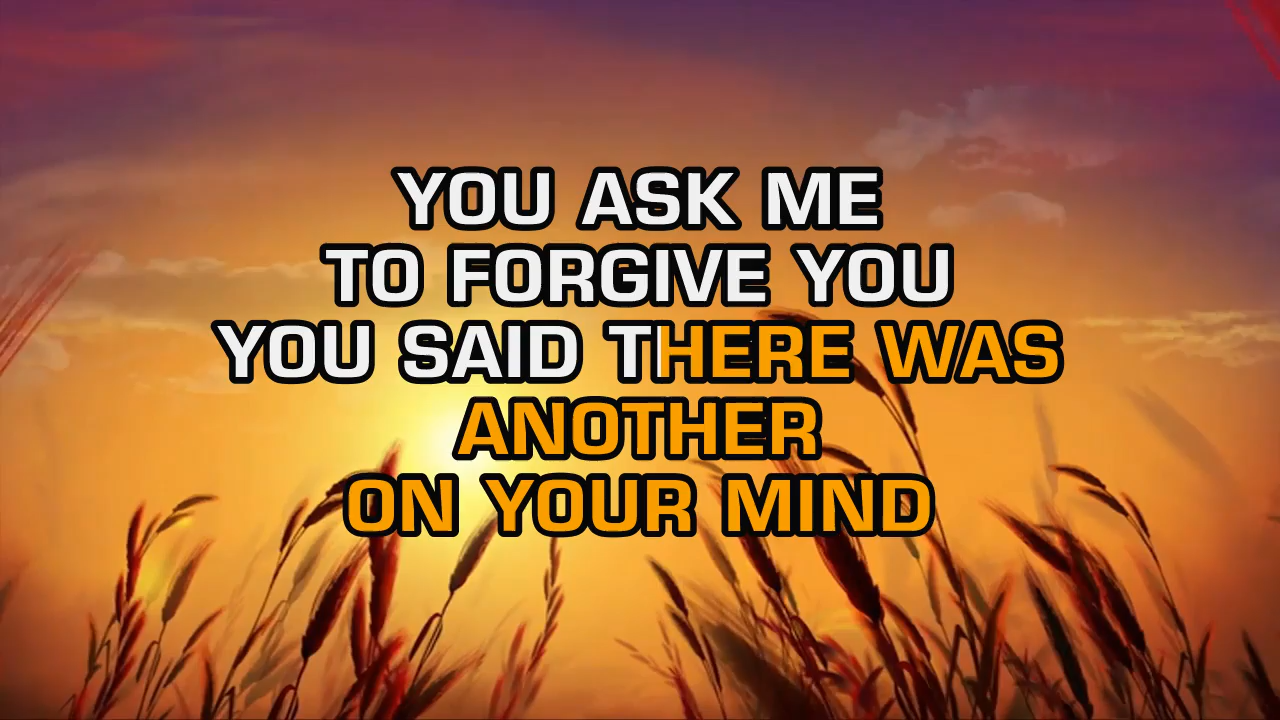 YOU ASK ME
TO FORGIVE YOU
YOU SAID THERE WAS
ANOTHER
ON YOUR MIND